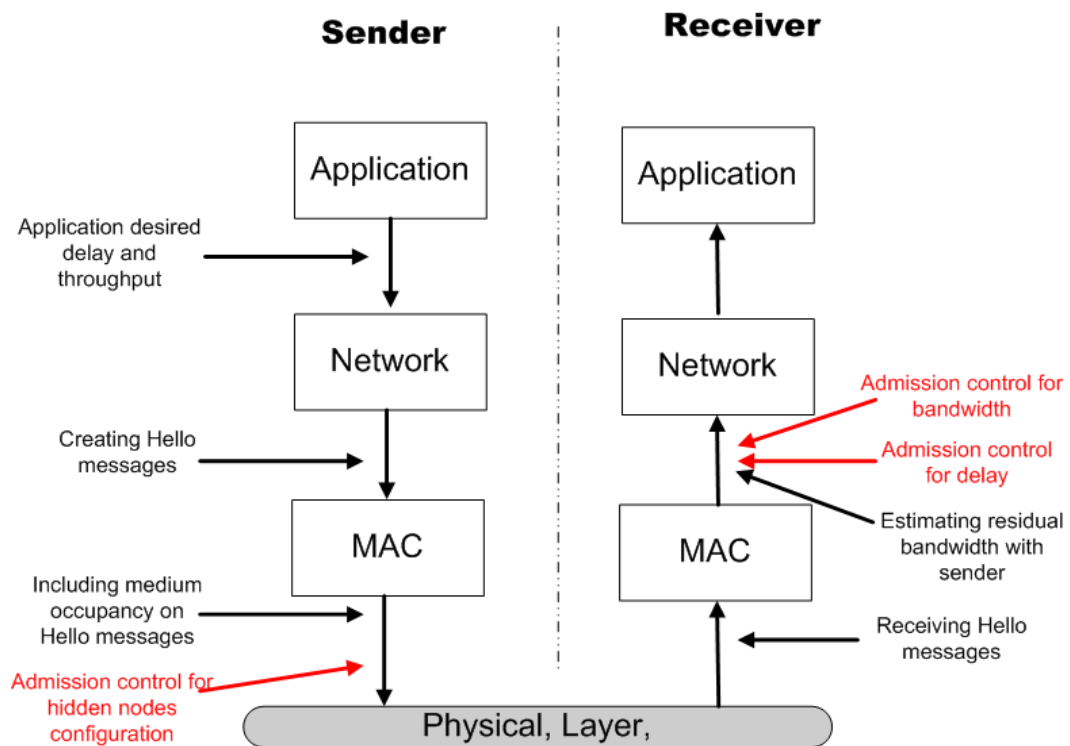 Sender
Receiver
Application
Application
Application desired
delay and
throughput
Network
Network
Admission control for
bandwidth
Creating Hello
messages
Admission control
for delay
MAC
MAC
Estimating residual
bandwidth with
sender
Including medium
occupancy on
Hello messages
Receiving Hello
messages
Admission control for
hidden nodes
configuration
Physical, Layer,